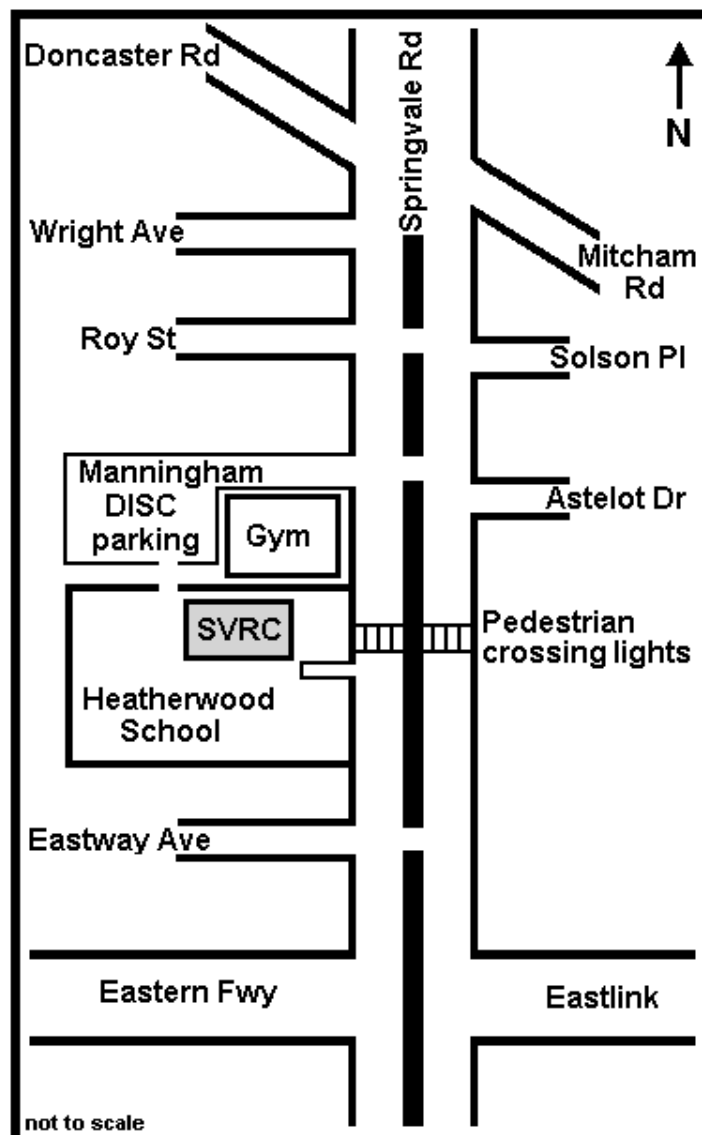 Doncaster Rd
Springvale Rd
N
Wright Ave
Mitcham
Rd
Roy St
Solson Pl
Manningham
DISC
parking
Gym
Astelot Dr
SVRC
Pedestrian
crossing lights
Heatherwood
School
Eastway Ave
Eastern Fwy
Eastlink
not to scale